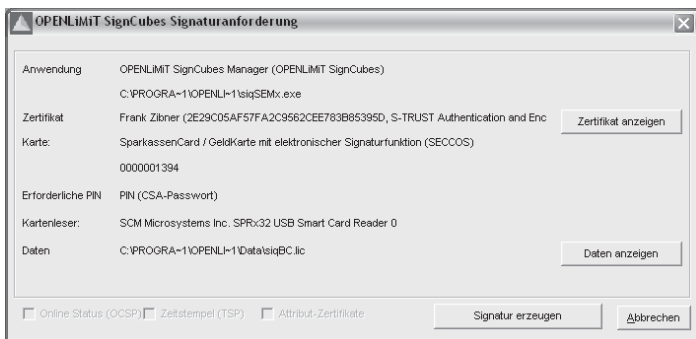 OPENLiMiT SignCubes Signaturanforderung
Anwendung OPENLiMiT SignCubes Manager (OPENLiMiT SignCubes)
C:\PROGRA~1\OPENLI~1\siqSEMx.exe
Zertifikat Frank Zibner (2E29C05AF57FA2C9562CEE783B85395D, S-TRUST Authentication and Enc Zertifikat anzeigen
Karte: SparkassenCard / GeldKarte mit elektronischer Signaturfunktion (SECCOS)
0000001394
Erforderliche PIN PIN (CSA-Passwort)
Kartenleser: SCM Microsystems Inc. SPRx32 USB Smart Card Reader 0
Daten C:\PROGRA~1\OPENLI~1\Data\siqBC.lic Daten anzeigen
Online Status (OCSP) Zeitstempel (TSP) Attribut-Zertifikate Signatur erzeugen Abbrechen